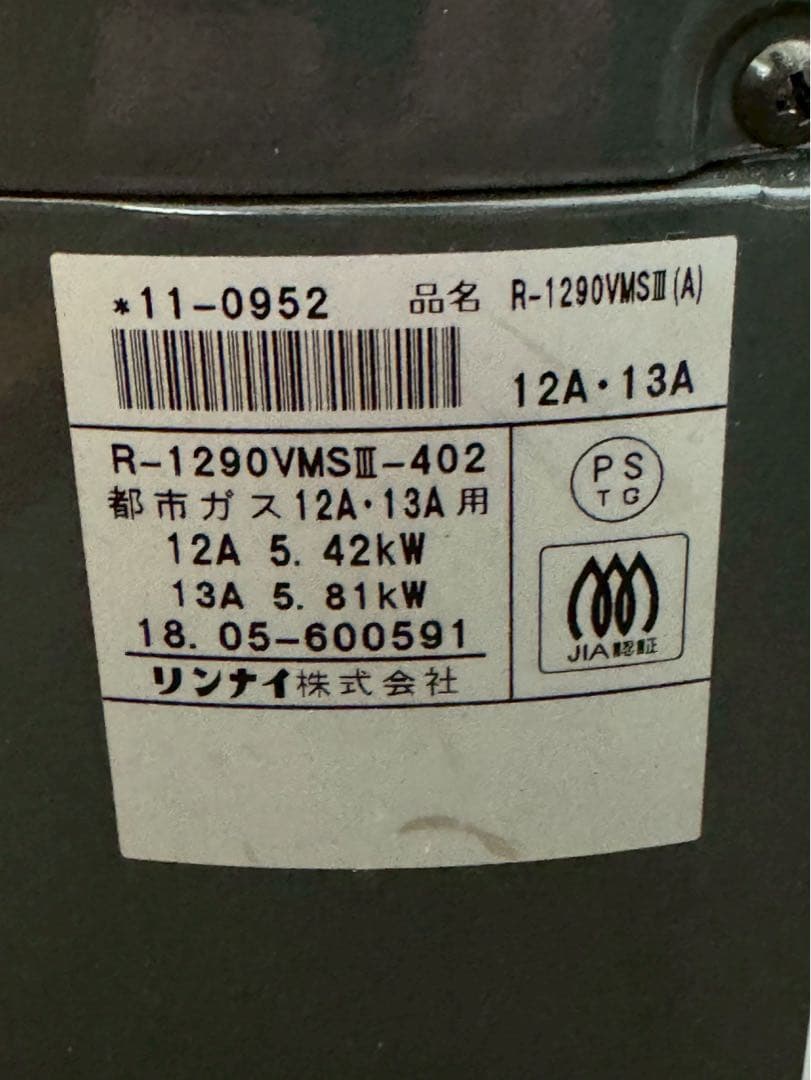 *11-0952 品名 R-1290VMSⅢ(A)
12A・13A
R-1290VMSⅢ-402
都市ガス12A・13A用
12A 5.42kW
13A 5.81kW
18.05-600591
リンナイ株式会社
PS
TG
JIA認証